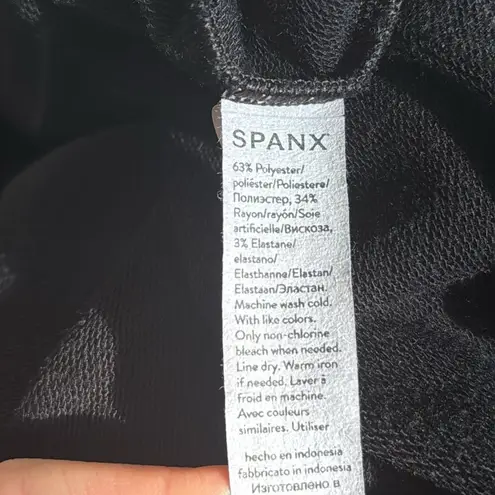 SPANX
63% Polyester/
poliéster/Poliestere/
Полиэстер, 34%
Rayon/rayón/Soie
artificielle/Вискоза,
3% Elastane/
elastano/
Elasthanne/Elastan/
Elastaan/Эластан.
Machine wash cold.
With like colors.
Only non-chlorine
bleach when needed.
Line dry. Warm iron
if needed. Laver à
froid en machine.
Avec couleurs
similaires. Utiliser
hecho en indonesia
fabbricato in indonesia
Изготовлено в